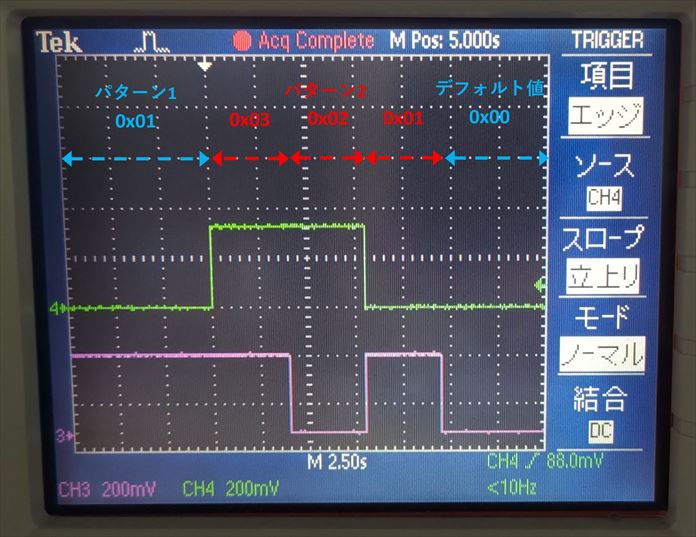 Tek
Acq Complete
M Pos: 5.000s
TRIGGER
パターン1
パターン2
デフォルト値
0x01
0x03
0x02
0x01
0x00
項目
エッジ
ソース
CH4
スロープ
立上り
モード
ノーマル
結合
DC
4
3
M 2.50s
CH4
88.0mV
CH3 200mV
CH4 200mV
<10Hz